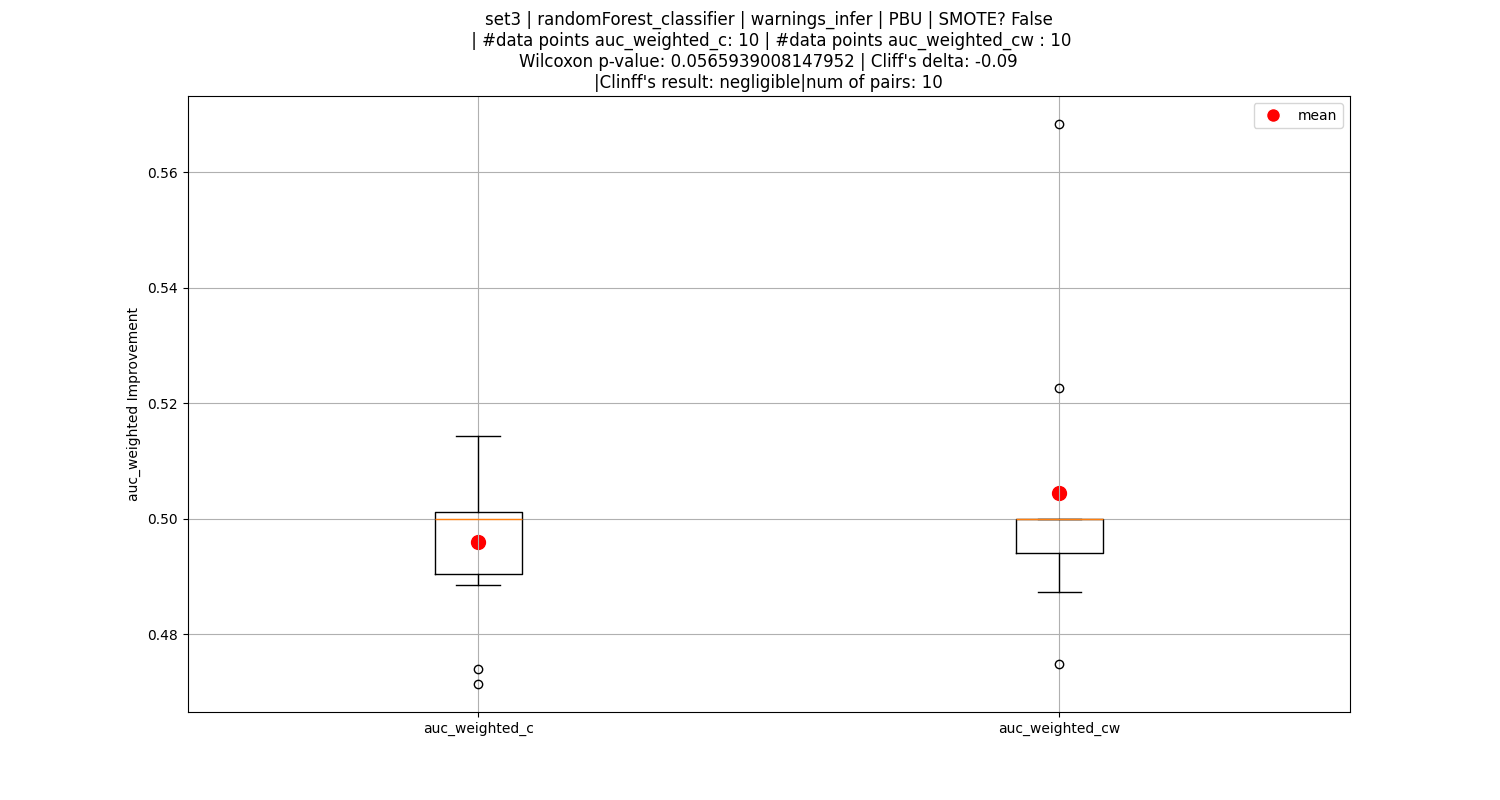 set3 | randomForest_classifier | warnings_infer | PBU | SMOTE? False
| #data points auc_weighted_c: 10 | #data points auc_weighted_cw : 10
Wilcoxon p-value: 0.0565939008147952 | Cliff's delta: -0.09
|Clinff's result: negligible|num of pairs: 10
mean
0.56
0.54
0.52
0.50
0.48
auc_weighted Improvement
auc_weighted_c
auc_weighted_cw